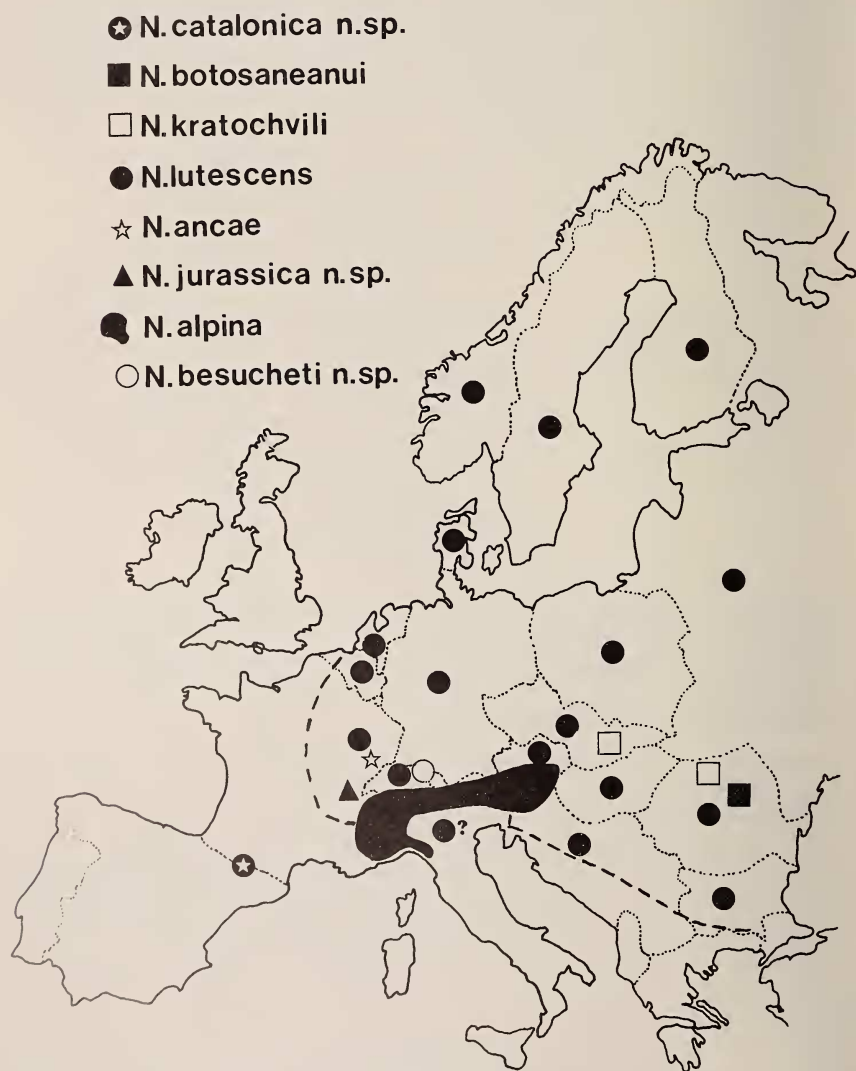 N. catalonica n.sp.
N. botosaneanui
N. kratochvili
N. lutescens
N. ancae
N. jurassica n.sp.
N. alpina
N. besucheti n.sp.
?